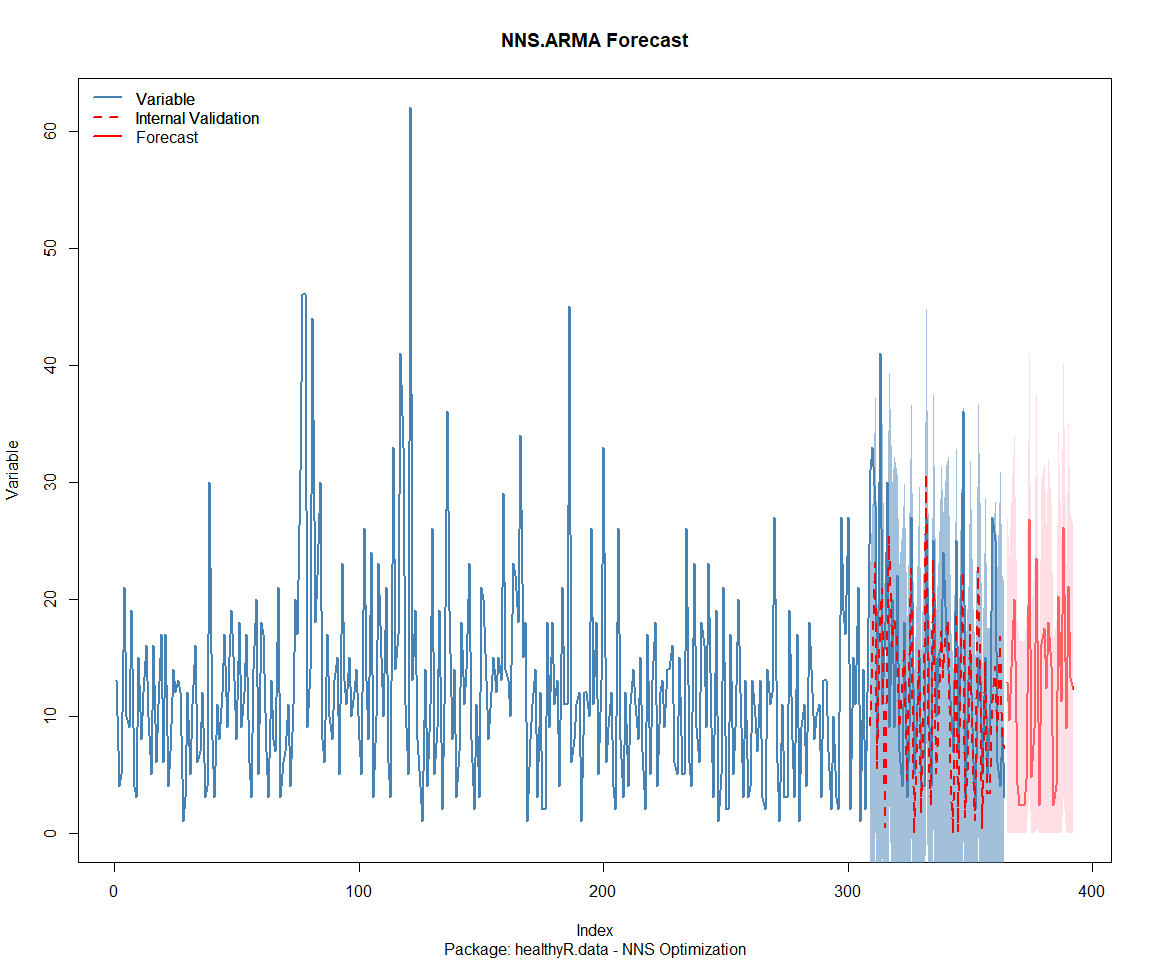 NNS.ARMA Forecast
Variable
Internal Validation
Forecast
Variable
60
50
40
30
20
10
0
0 100 200 300 400
Index
Package: healthyR.data - NNS Optimization